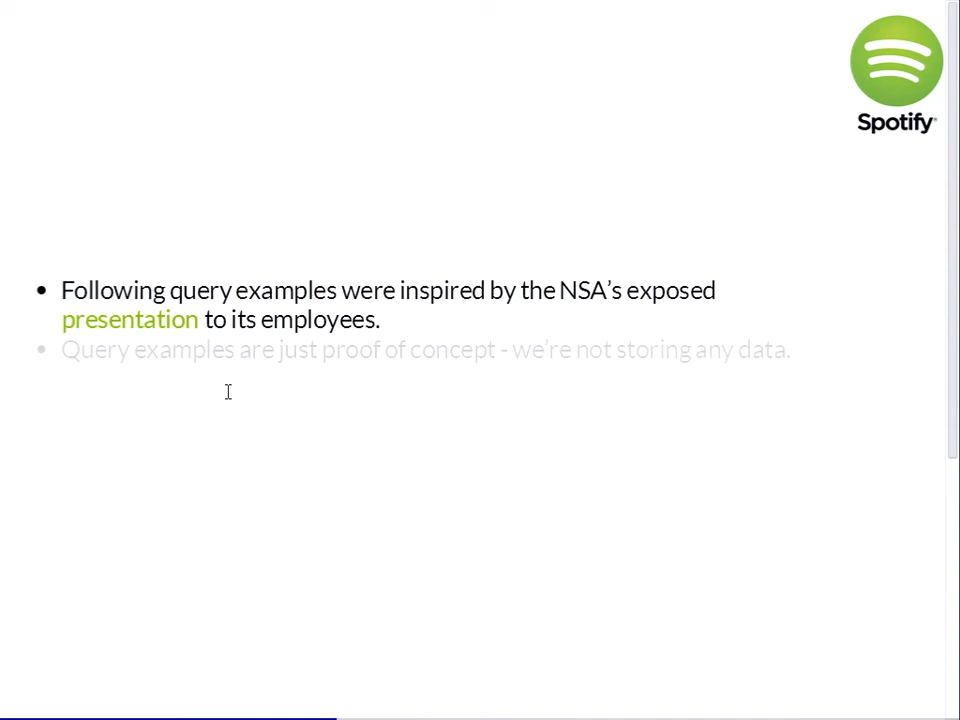 Spotify
• Following query examples were inspired by the NSA’s exposed
presentation to its employees.
• Query examples are just proof of concept - we’re not storing any data.